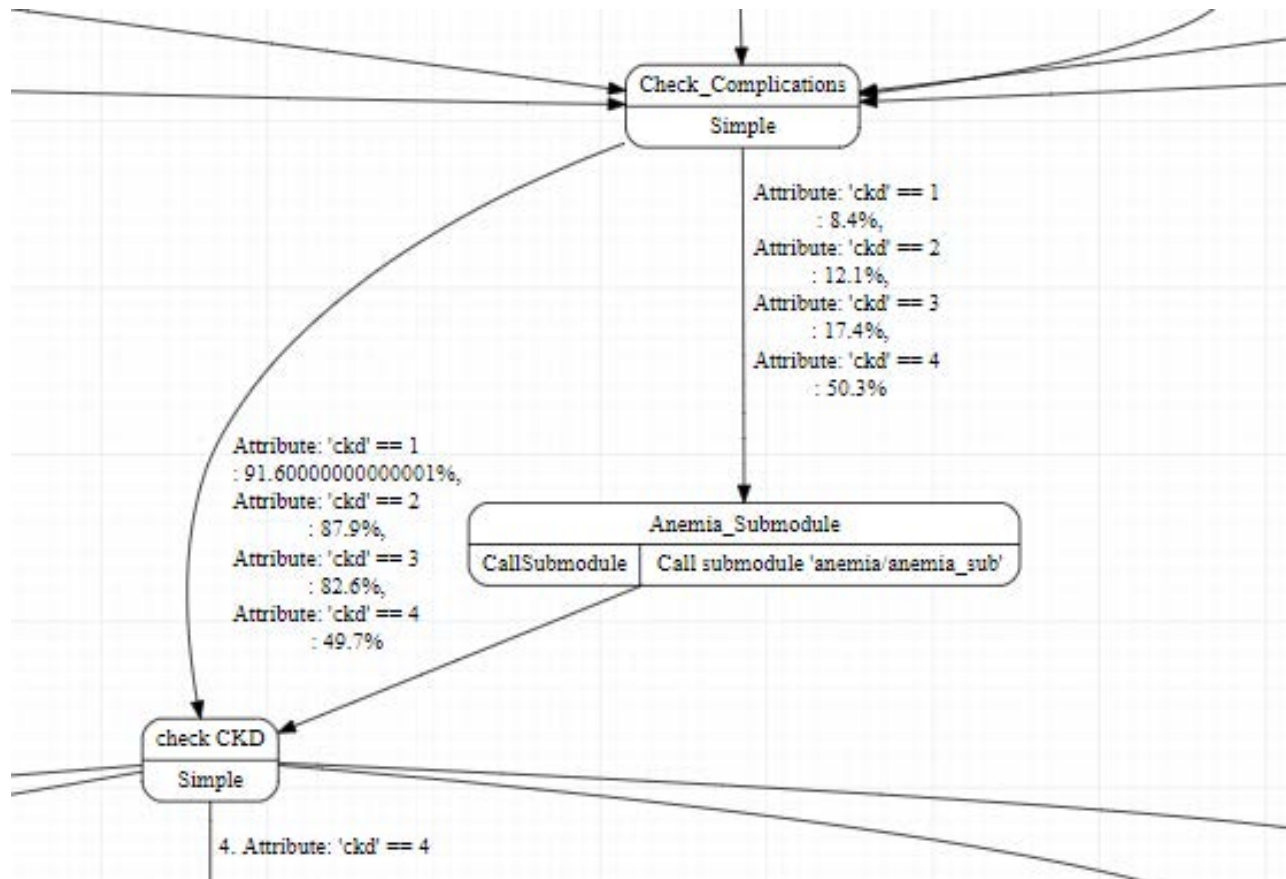 Check_Complications
Simple
Attribute: 'ckd' == 1
: 8.4%,
Attribute: 'ckd' == 2
: 12.1%,
Attribute: 'ckd' == 3
: 17.4%,
Attribute: 'ckd' == 4
: 50.3%
Attribute: 'ckd' == 1
: 91.600000000000001%,
Attribute: 'ckd' == 2
: 87.9%,
Attribute: 'ckd' == 3
: 82.6%,
Attribute: 'ckd' == 4
: 49.7%
Anemia_Submodule
CallSubmodule Call submodule 'anemia/anemia_sub'
check CKD
Simple
4. Attribute: 'ckd' == 4